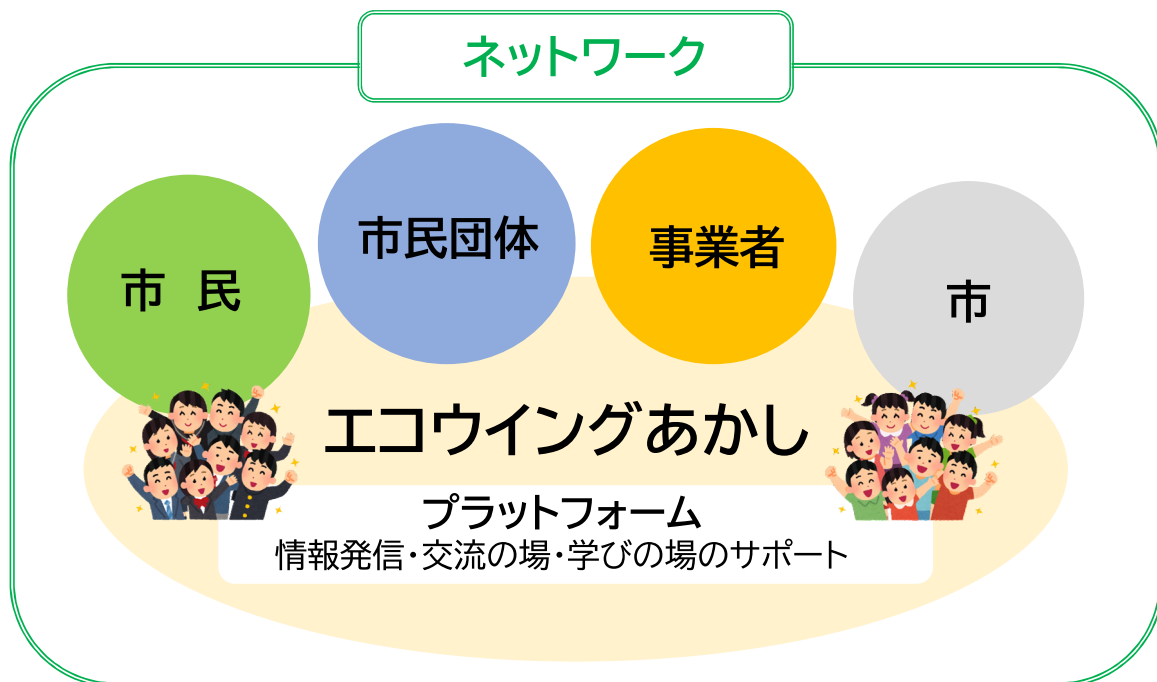 ネットワーク
市民団体
事業者
市　民
市
エコウイングあかし
プラットフォーム
情報発信・交流の場・学びの場のサポート